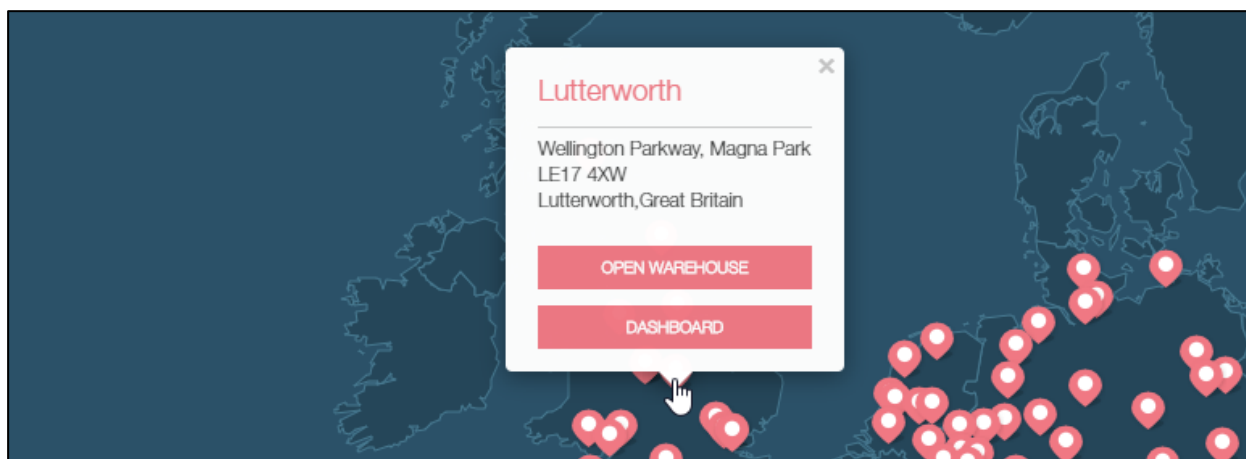 Lutterworth
Wellington Parkway, Magna Park
LE17 4XW
Lutterworth,Great Britain
OPEN WAREHOUSE
DASHBOARD